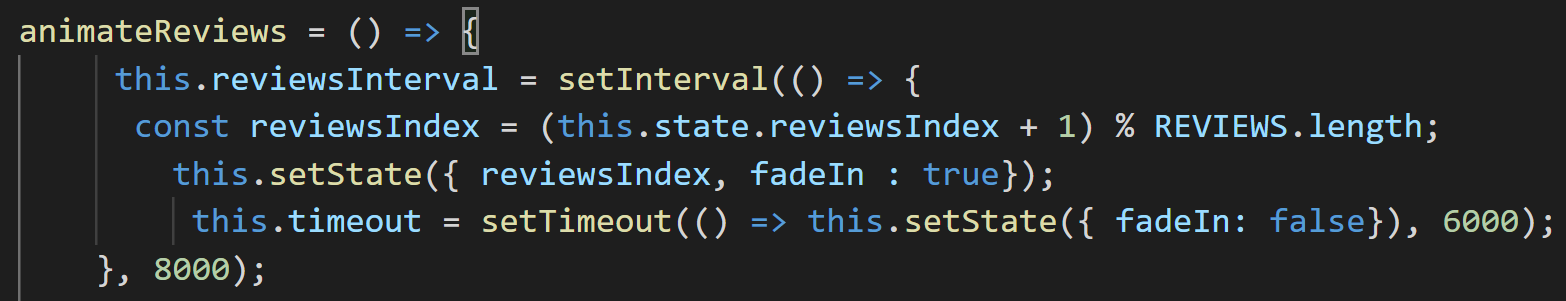 animateReviews = () => {
this.reviewsInterval = setInterval(() => {
const reviewsIndex = (this.state.reviewsIndex + 1) % REVIEWS.length;
this.setState({ reviewsIndex, fadeIn : true});
this.timeout = setTimeout(() => this.setState({ fadeIn: false}), 6000);
}, 8000);